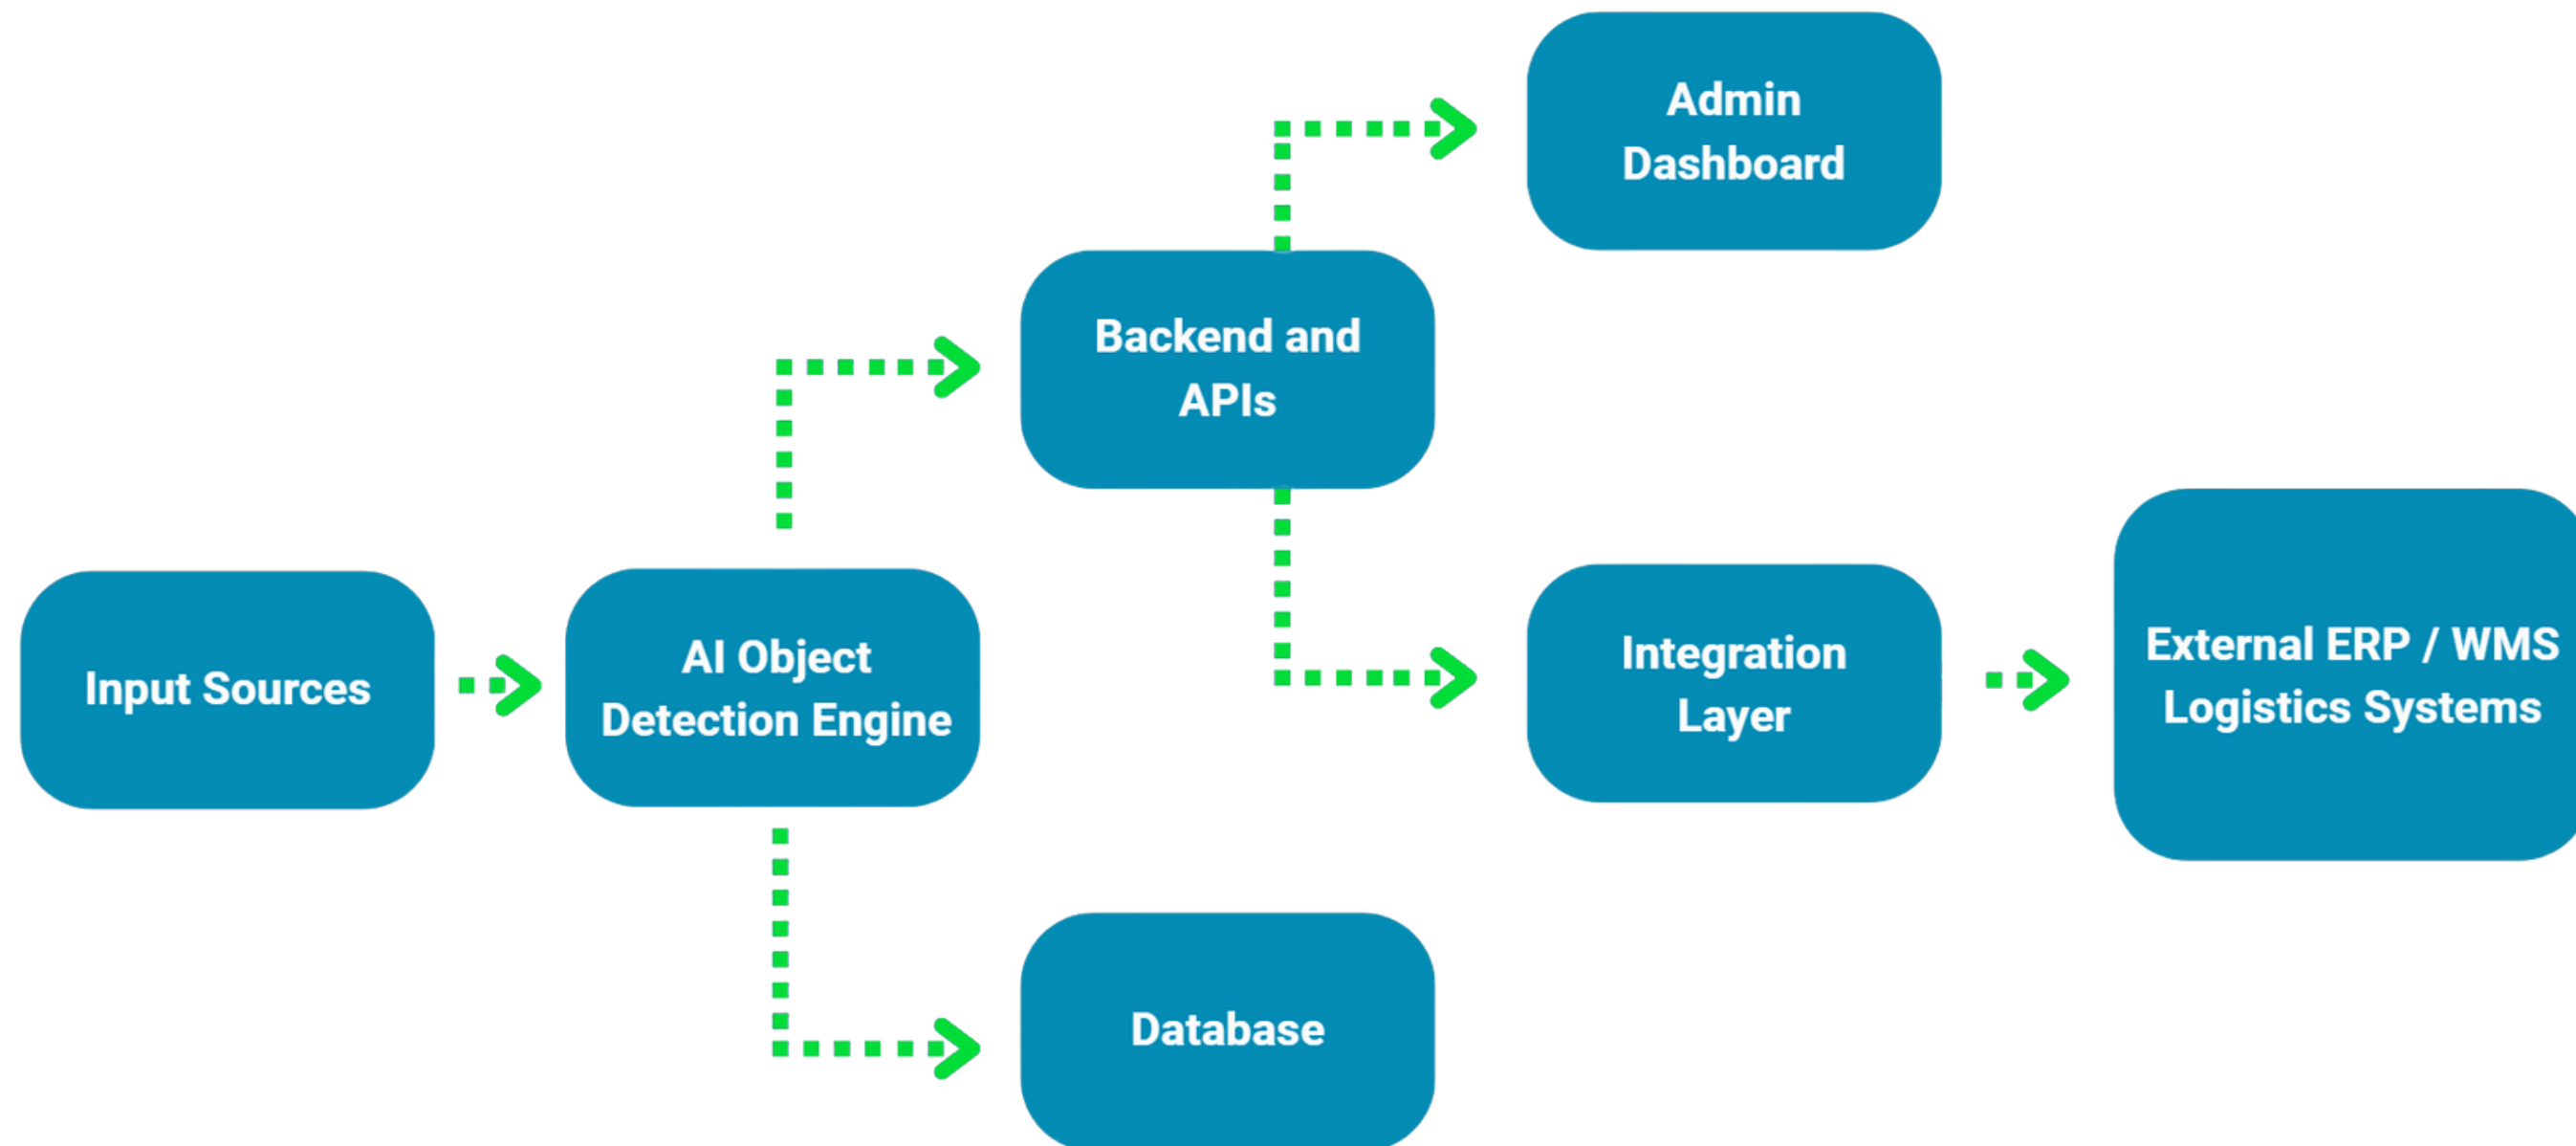 Admin
Dashboard
Backend and
APIs
Input Sources
AI Object
Detection Engine
Integration
Layer
External ERP / WMS
Logistics Systems
Database